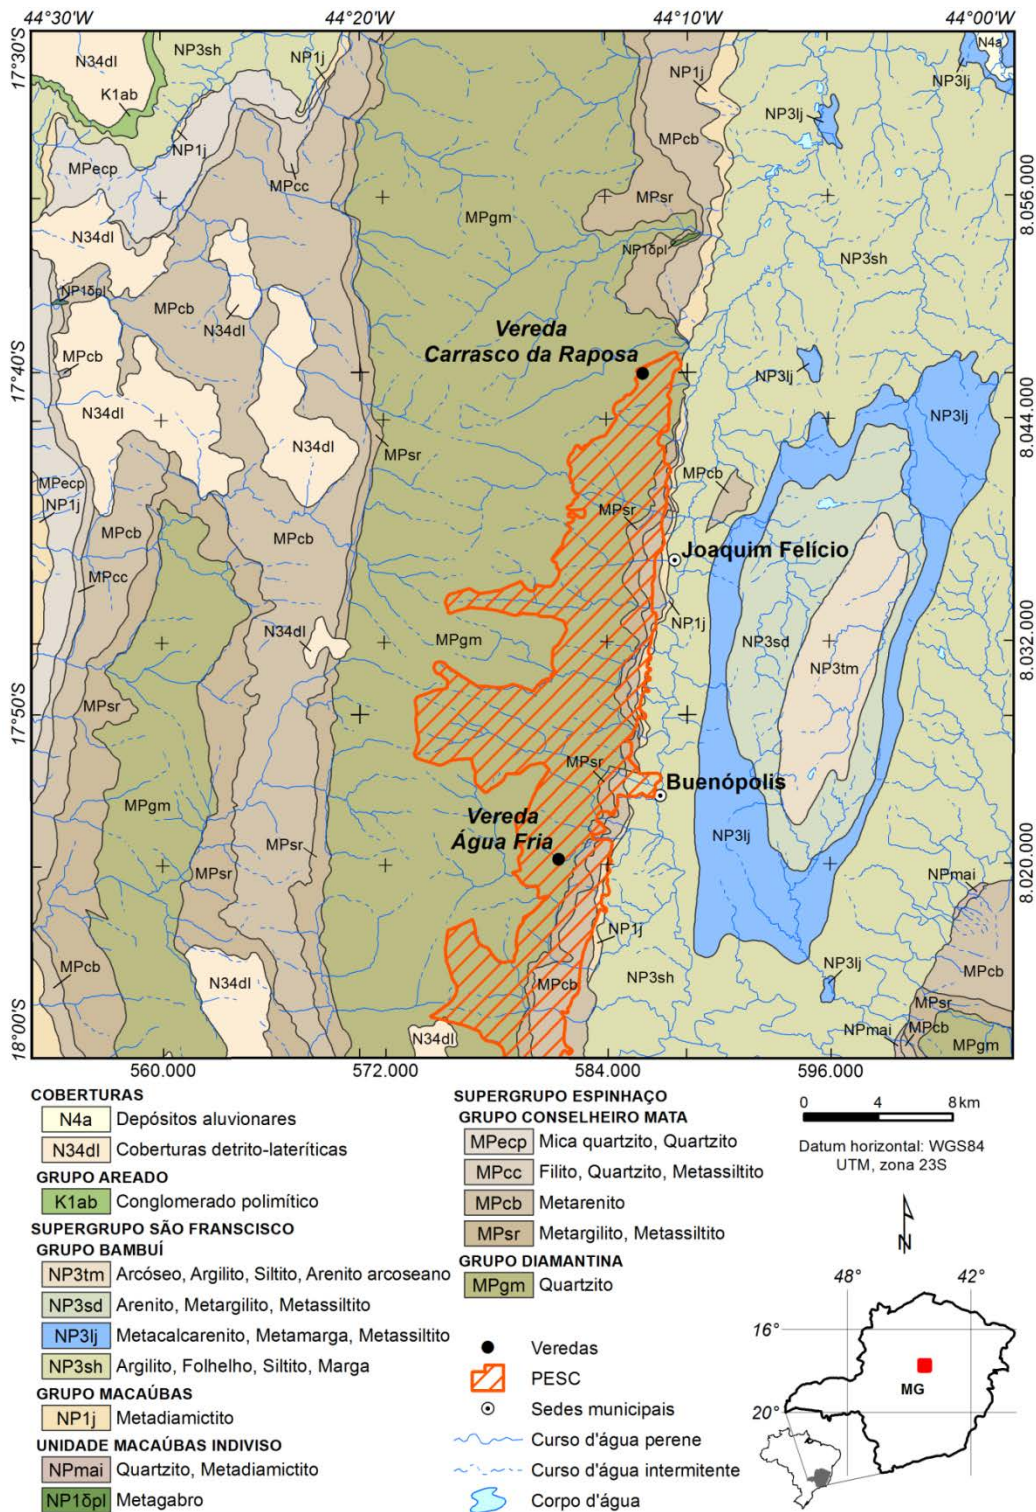 44°30'W 44°20'W 44°10'W 44°00'W
17°30'S
N34dl
NP3sh
NP1j
N4a
K1ab
NP1j
NP3lj
NP3lj
MPcb
NP1j
MPecp
MPcc
MPsr
8.056.000
N34dl
MPgm
NP1δpl
NP3sh
NP1δpl
MPcb
N34dl
Vereda
Carrasco da Raposa
MPcb
17°40'S
NP3lj
NP3lj
N34dl
N34dl
8.044.000
MPsr
MPcb
MPecp
NP1j
MPsr
MPcb
MPcb
Joaquim Felício
MPcc
NP1j
N34dl
MPgm
NP3sd
NP3tm
8.032.000
MPsr
17°50'S
MPsr
Buenópolis
MPgm
Vereda
Água Fria
MPsr
NP3lj
8.020.000
MPsr
NPmai
NP1j
MPcb
N34dl
MPcb
NP3sh
NP3lj
MPcb
MPsr
NPmai
MPcb
N34dl
MPgm
18°00'S
560.000 572.000 584.000 596.000
COBERTURAS
N4a Depósitos aluvionares
N34dl Coberturas detrito-lateríticas
GRUPO AREADO
K1ab Conglomerado polimítico
SUPERGRUPO SÃO FRANSCISCO
GRUPO BAMBUÍ
NP3tm Arcóseo, Argilito, Siltito, Arenito arcoseano
NP3sd Arenito, Metargilito, Metassiltito
NP3lj Metacalcarenito, Metamarga, Metassiltito
NP3sh Argilito, Folhelho, Siltito, Marga
GRUPO MACAÚBAS
NP1j Metadiamictito
UNIDADE MACAÚBAS INDIVISO
NPmai Quartzito, Metadiamictito
NP1δpl Metagabro
SUPERGRUPO ESPINHAÇO
GRUPO CONSELHEIRO MATA
MPecp Mica quartzito, Quartzito
MPcc Filito, Quartzito, Metassiltito
MPcb Metarenito
MPsr Metargilito, Metassiltito
GRUPO DIAMANTINA
MPgm Quartzito
Veredas
PESC
Sedes municipais
Curso d'água perene
Curso d'água intermitente
Corpo d'água
0 4 8 km
Datum horizontal: WGS84
UTM, zona 23S
N
48° 42°
16°
MG
20°